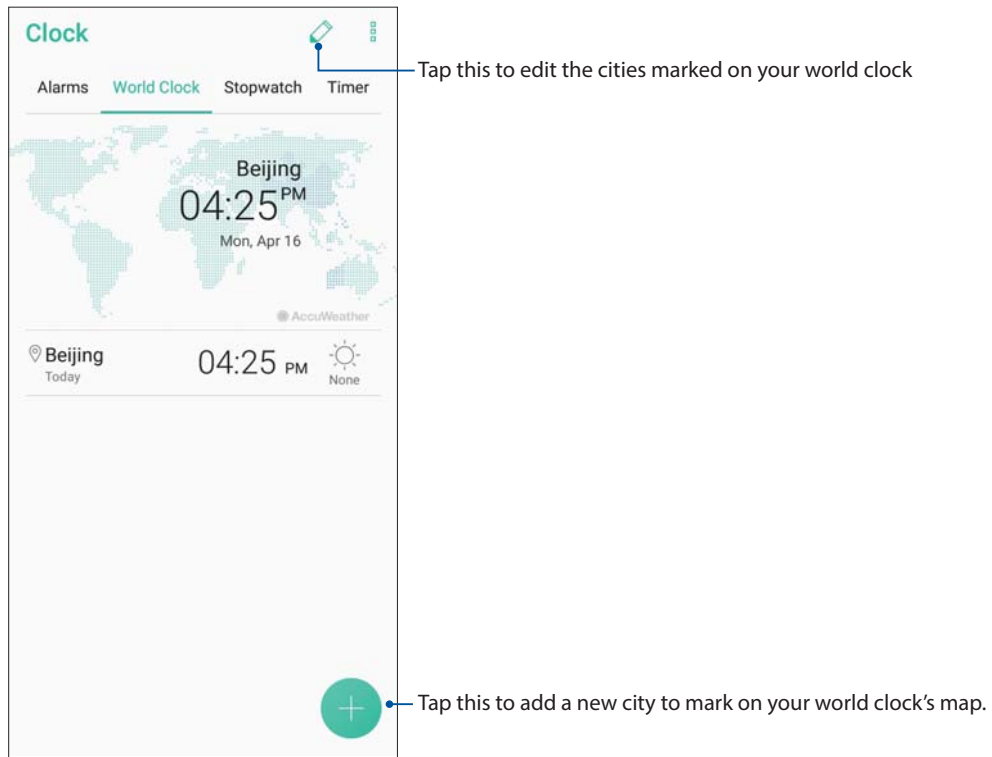 Clock
Tap this to edit the cities marked on your world clock
Alarms World Clock Stopwatch Timer
Beijing
04:25 PM
Mon, Apr 16
AccuWeather
Beijing 04:25 PM
Today None
Tap this to add a new city to mark on your world clock’s map.